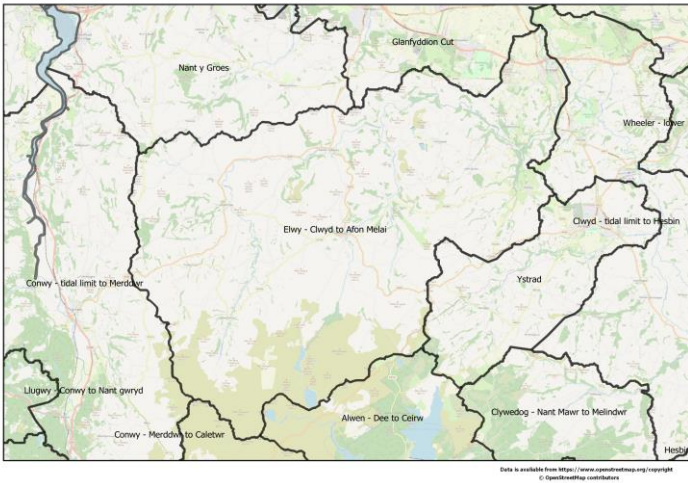 Glanfyddion Cut
Nant y Groes
Wheeler - lower
Elwy - Clwyd to Afon Melai
Clwyd - tidal limit to Hesbin
Ystrad
Conwy - tidal limit to Merddwr
Llugwy - Conwy to Nant gwryd
Alwen - Dee to Ceirw
Clywedog - Nant Mawr to Melindwr
Conwy - Merddwr to Caletwr
Hesbin
Data is available from https://www.openstreetmap.org/copyright
© OpenStreetMap contributors